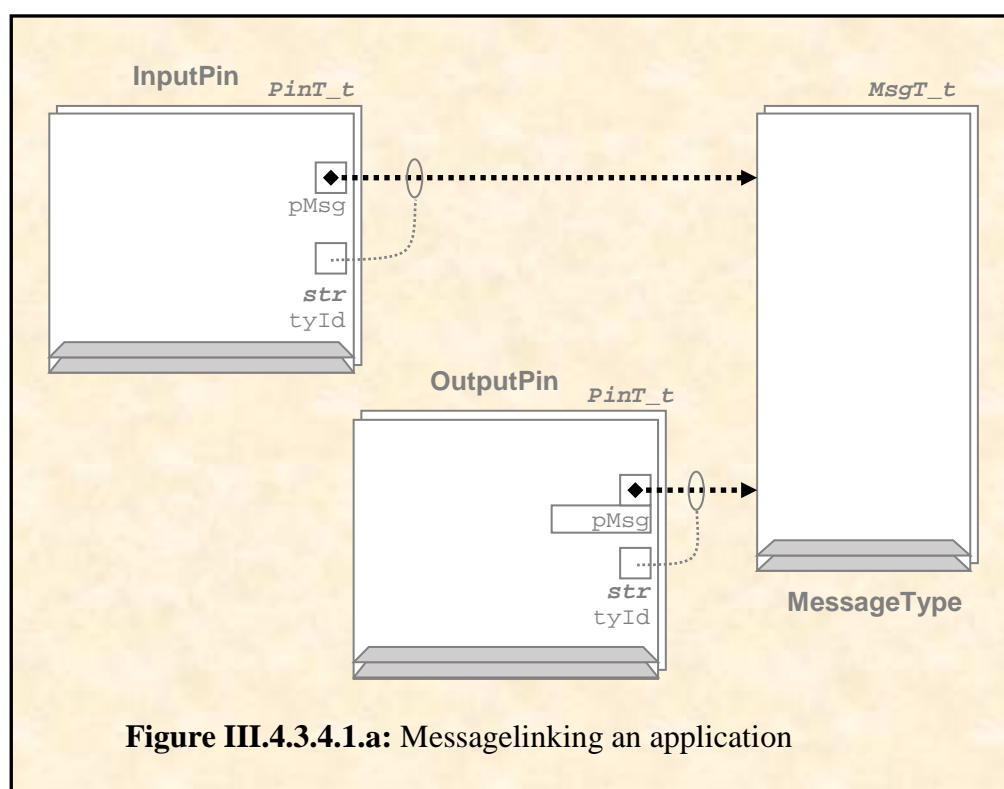 InputPin
PinT_t
MsgT_t
pMsg
str
tyId
OutputPin
PinT_t
pMsg
str
tyId
MessageType
Figure III.4.3.4.1.a: Messagelinking an application